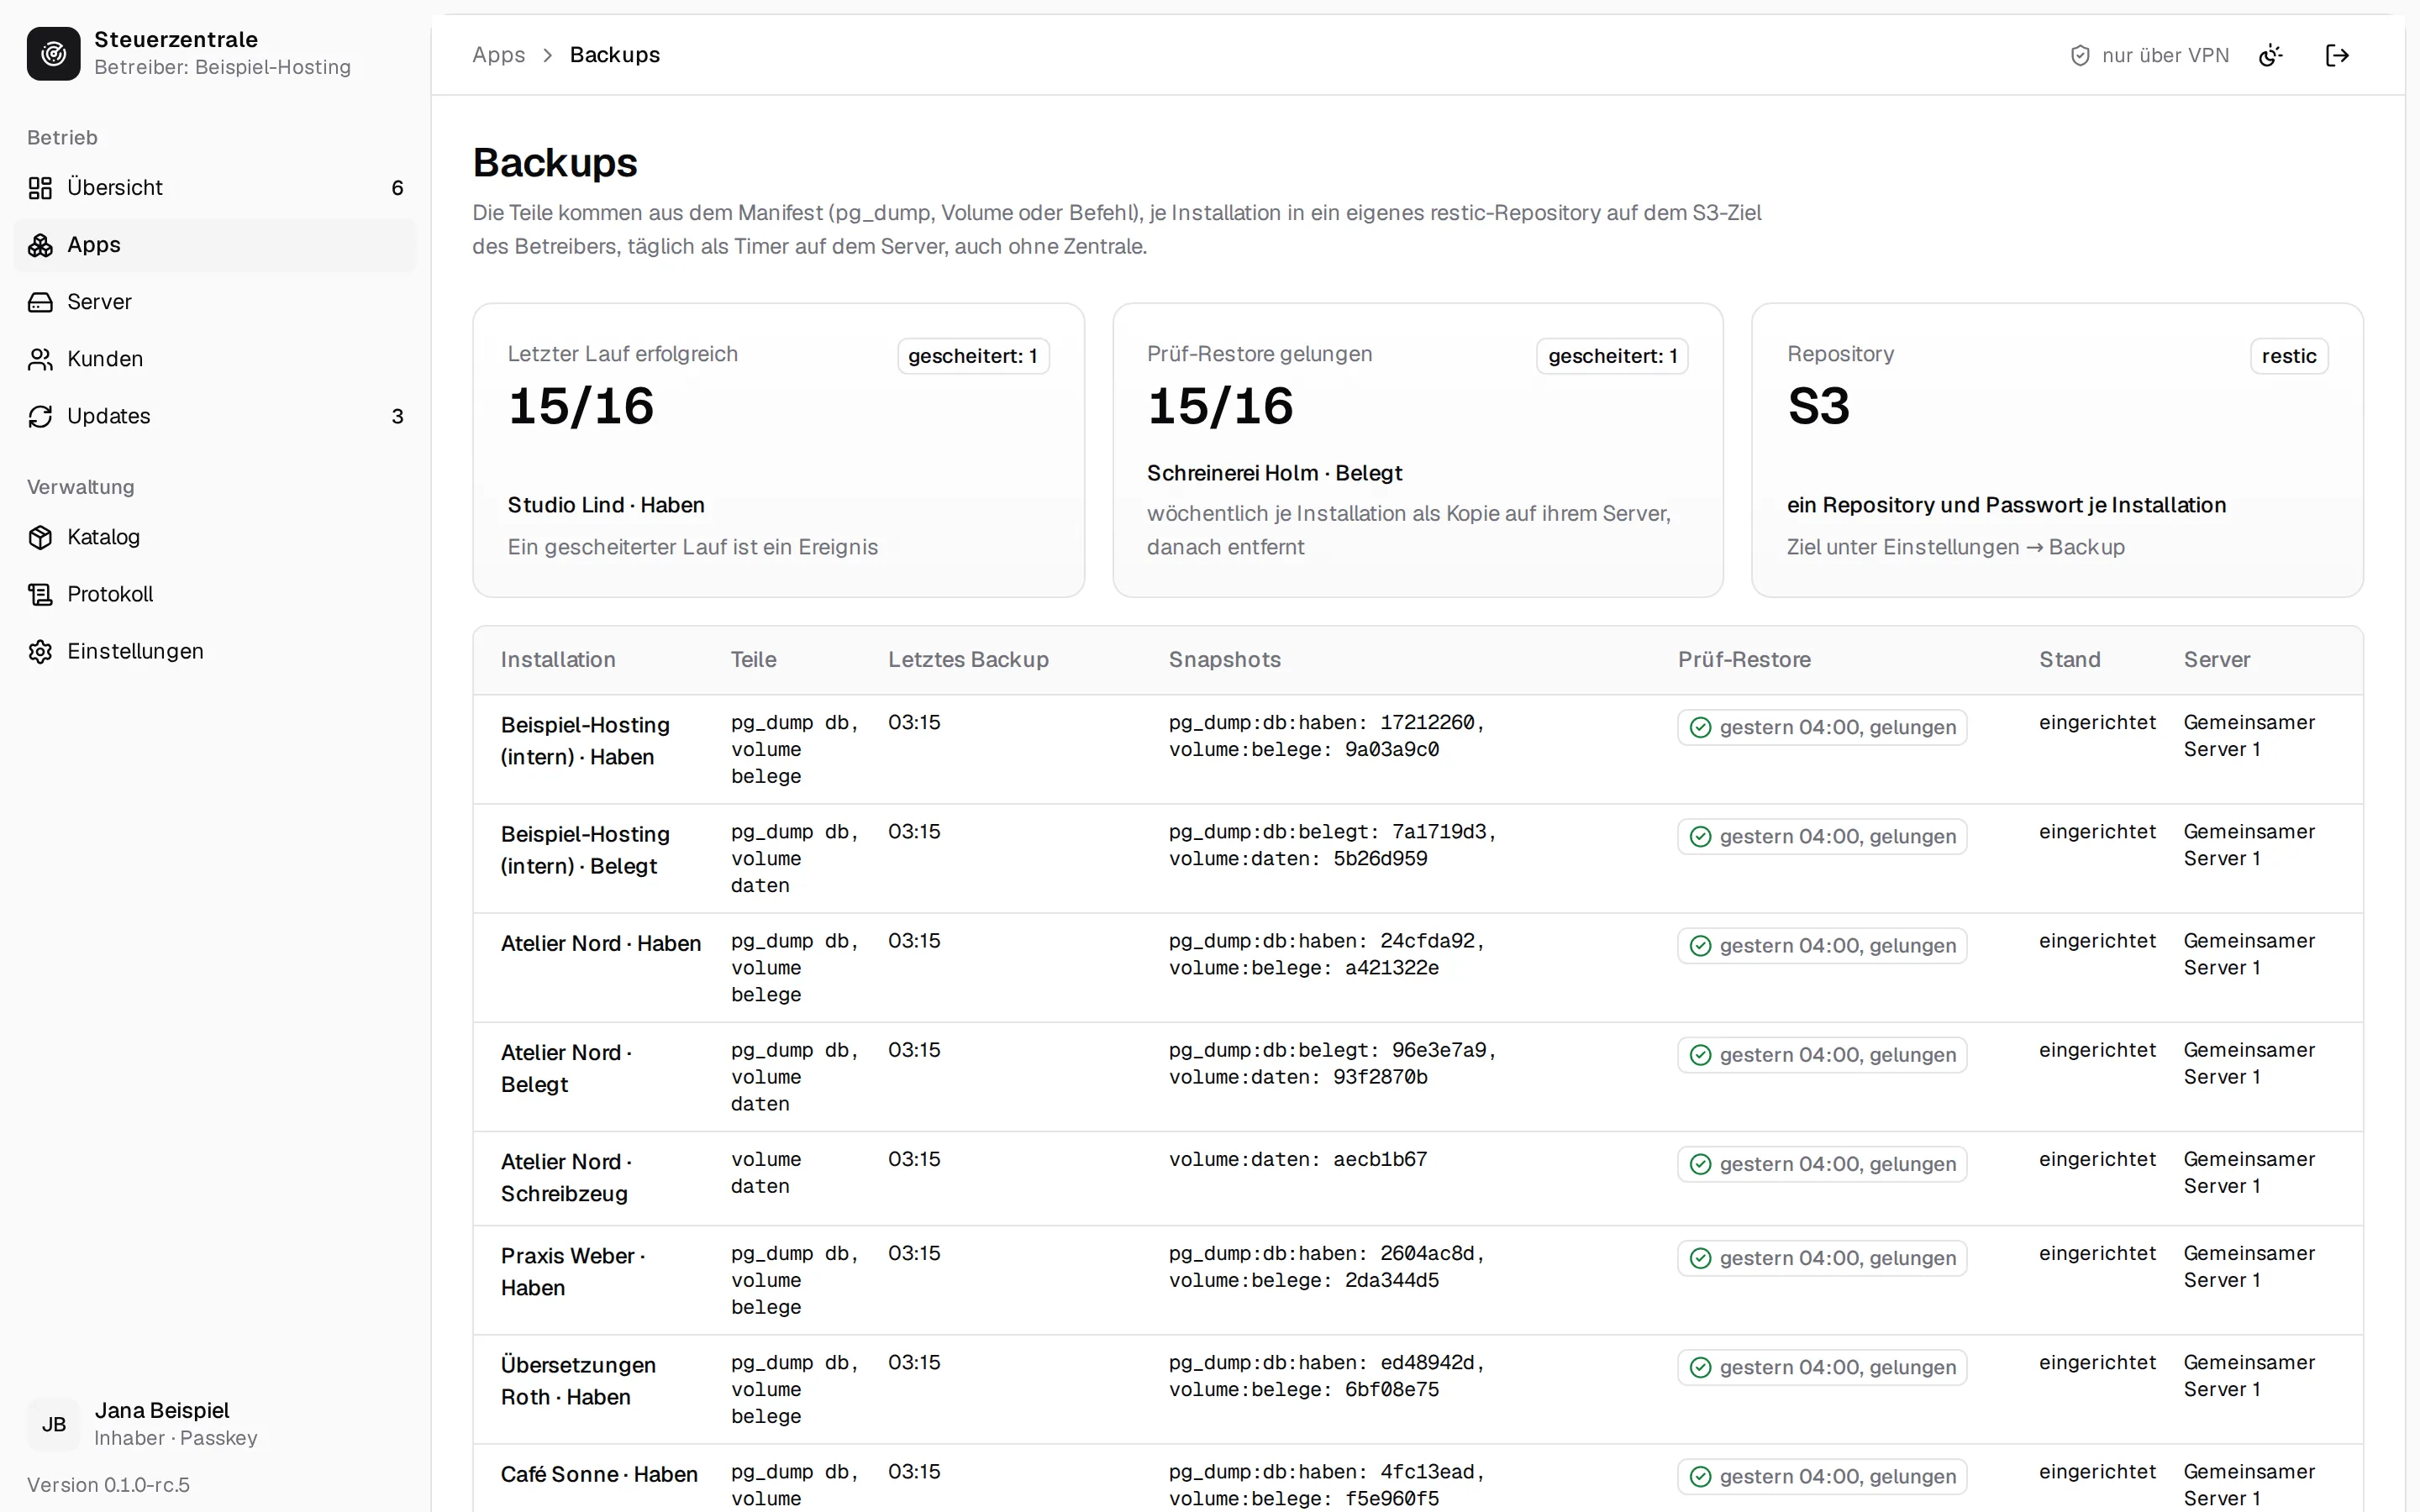 Steuerzentrale
Betreiber: Beispiel-Hosting
Betrieb
Übersicht 6
Apps
Server
Kunden
Updates 3
Verwaltung
Katalog
Protokoll
Einstellungen
JB
Jana Beispiel
Inhaber · Passkey
Version 0.1.0-rc.5
Apps > Backups
nur über VPN
Backups
Die Teile kommen aus dem Manifest (pg_dump, Volume oder Befehl), je Installation in ein eigenes restic-Repository auf dem S3-Ziel
des Betreibers, täglich als Timer auf dem Server, auch ohne Zentrale.
Letzter Lauf erfolgreich
gescheitert: 1
15/16
Studio Lind · Haben
Ein gescheiterter Lauf ist ein Ereignis
Prüf-Restore gelungen
gescheitert: 1
15/16
Schreinerei Holm · Belegt
wöchentlich je Installation als Kopie auf ihrem Server,
danach entfernt
Repository
restic
S3
ein Repository und Passwort je Installation
Ziel unter Einstellungen → Backup
Installation Teile Letztes Backup Snapshots Prüf-Restore Stand Server
Beispiel-Hosting pg_dump db, 03:15 pg_dump:db:haben: 17212260, gestern 04:00, gelungen eingerichtet Gemeinsamer
(intern) · Haben volume volume:belege: 9a03a9c0 Server 1
belege
Beispiel-Hosting pg_dump db, 03:15 pg_dump:db:belegt: 7a1719d3, gestern 04:00, gelungen eingerichtet Gemeinsamer
(intern) · Belegt volume volume:daten: 5b26d959 Server 1
daten
Atelier Nord · Haben pg_dump db, 03:15 pg_dump:db:haben: 24cfda92, gestern 04:00, gelungen eingerichtet Gemeinsamer
volume volume:belege: a421322e Server 1
belege
Atelier Nord · pg_dump db, 03:15 pg_dump:db:belegt: 96e3e7a9, gestern 04:00, gelungen eingerichtet Gemeinsamer
Belegt volume volume:daten: 93f2870b Server 1
daten
Atelier Nord · volume 03:15 volume:daten: aecb1b67 gestern 04:00, gelungen eingerichtet Gemeinsamer
Schreibzeug daten Server 1
Praxis Weber · pg_dump db, 03:15 pg_dump:db:haben: 2604ac8d, gestern 04:00, gelungen eingerichtet Gemeinsamer
Haben volume volume:belege: 2da344d5 Server 1
belege
Übersetzungen pg_dump db, 03:15 pg_dump:db:haben: ed48942d, gestern 04:00, gelungen eingerichtet Gemeinsamer
Roth · Haben volume volume:belege: 6bf08e75 Server 1
belege
Café Sonne · Haben pg_dump db, 03:15 pg_dump:db:haben: 4fc13ead, gestern 04:00, gelungen eingerichtet Gemeinsamer
volume volume:belege: f5e960f5 Server 1